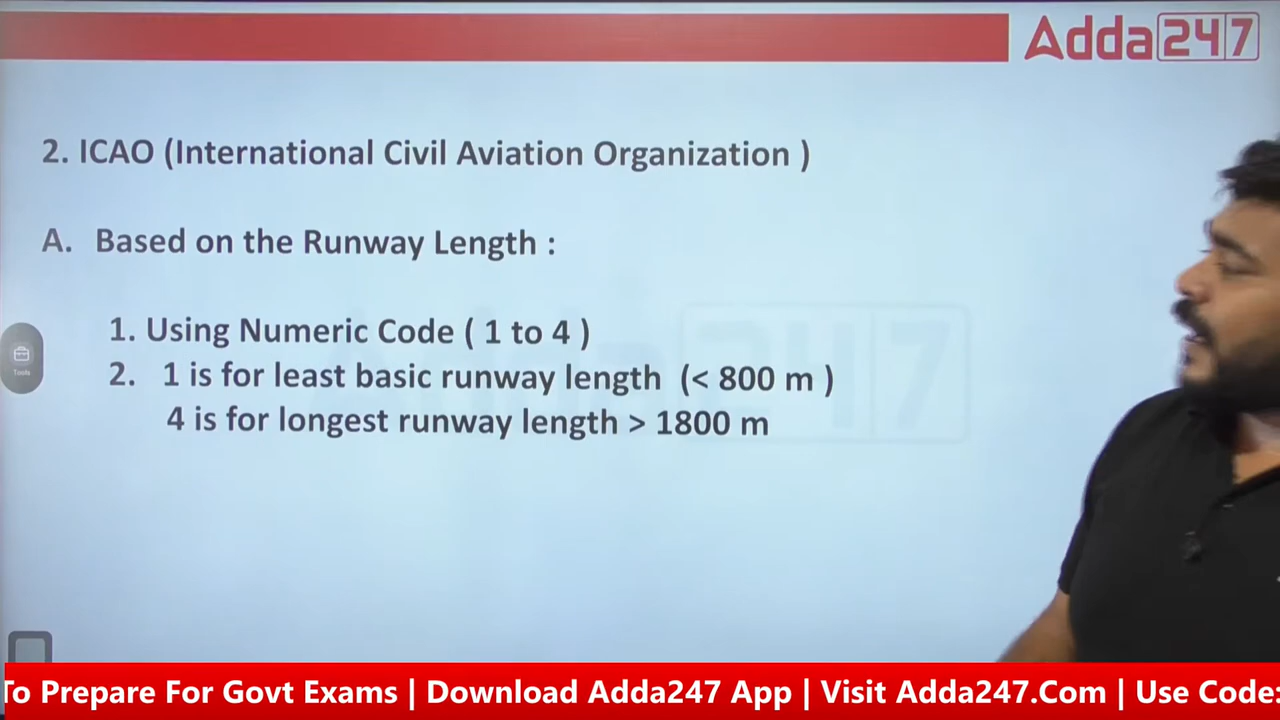 Adda247
2. ICAO (International Civil Aviation Organization )
A. Based on the Runway Length :
1. Using Numeric Code ( 1 to 4 )
2. 1 is for least basic runway length (< 800 m )
4 is for longest runway length > 1800 m
Adda247
Tools
To Prepare For Govt Exams | Download Adda247 App | Visit Adda247.Com | Use Code: